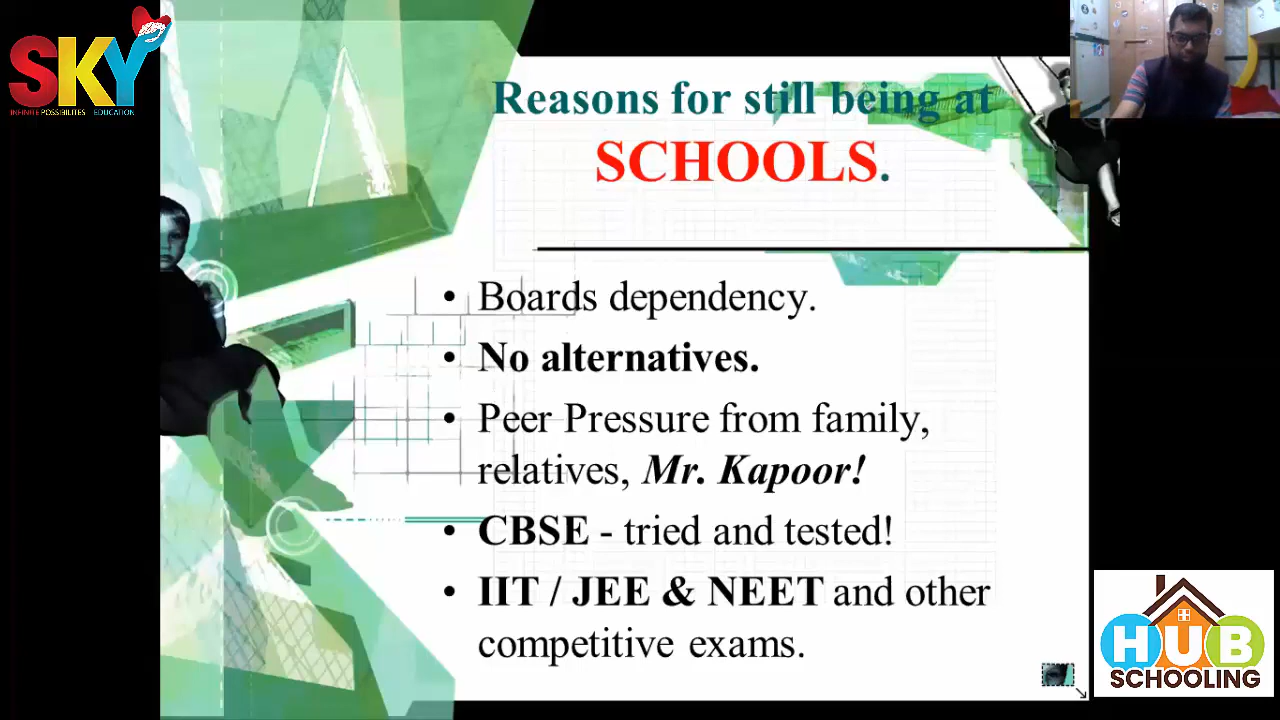 SKY
INFINITE POSSIBILITES EDUCATION
Reasons for still being at
SCHOOLS.
• Boards dependency.
• No alternatives.
• Peer Pressure from family,
relatives, Mr. Kapoor!
• CBSE - tried and tested!
• IIT / JEE & NEET and other
competitive exams.
HUB
SCHOOLING